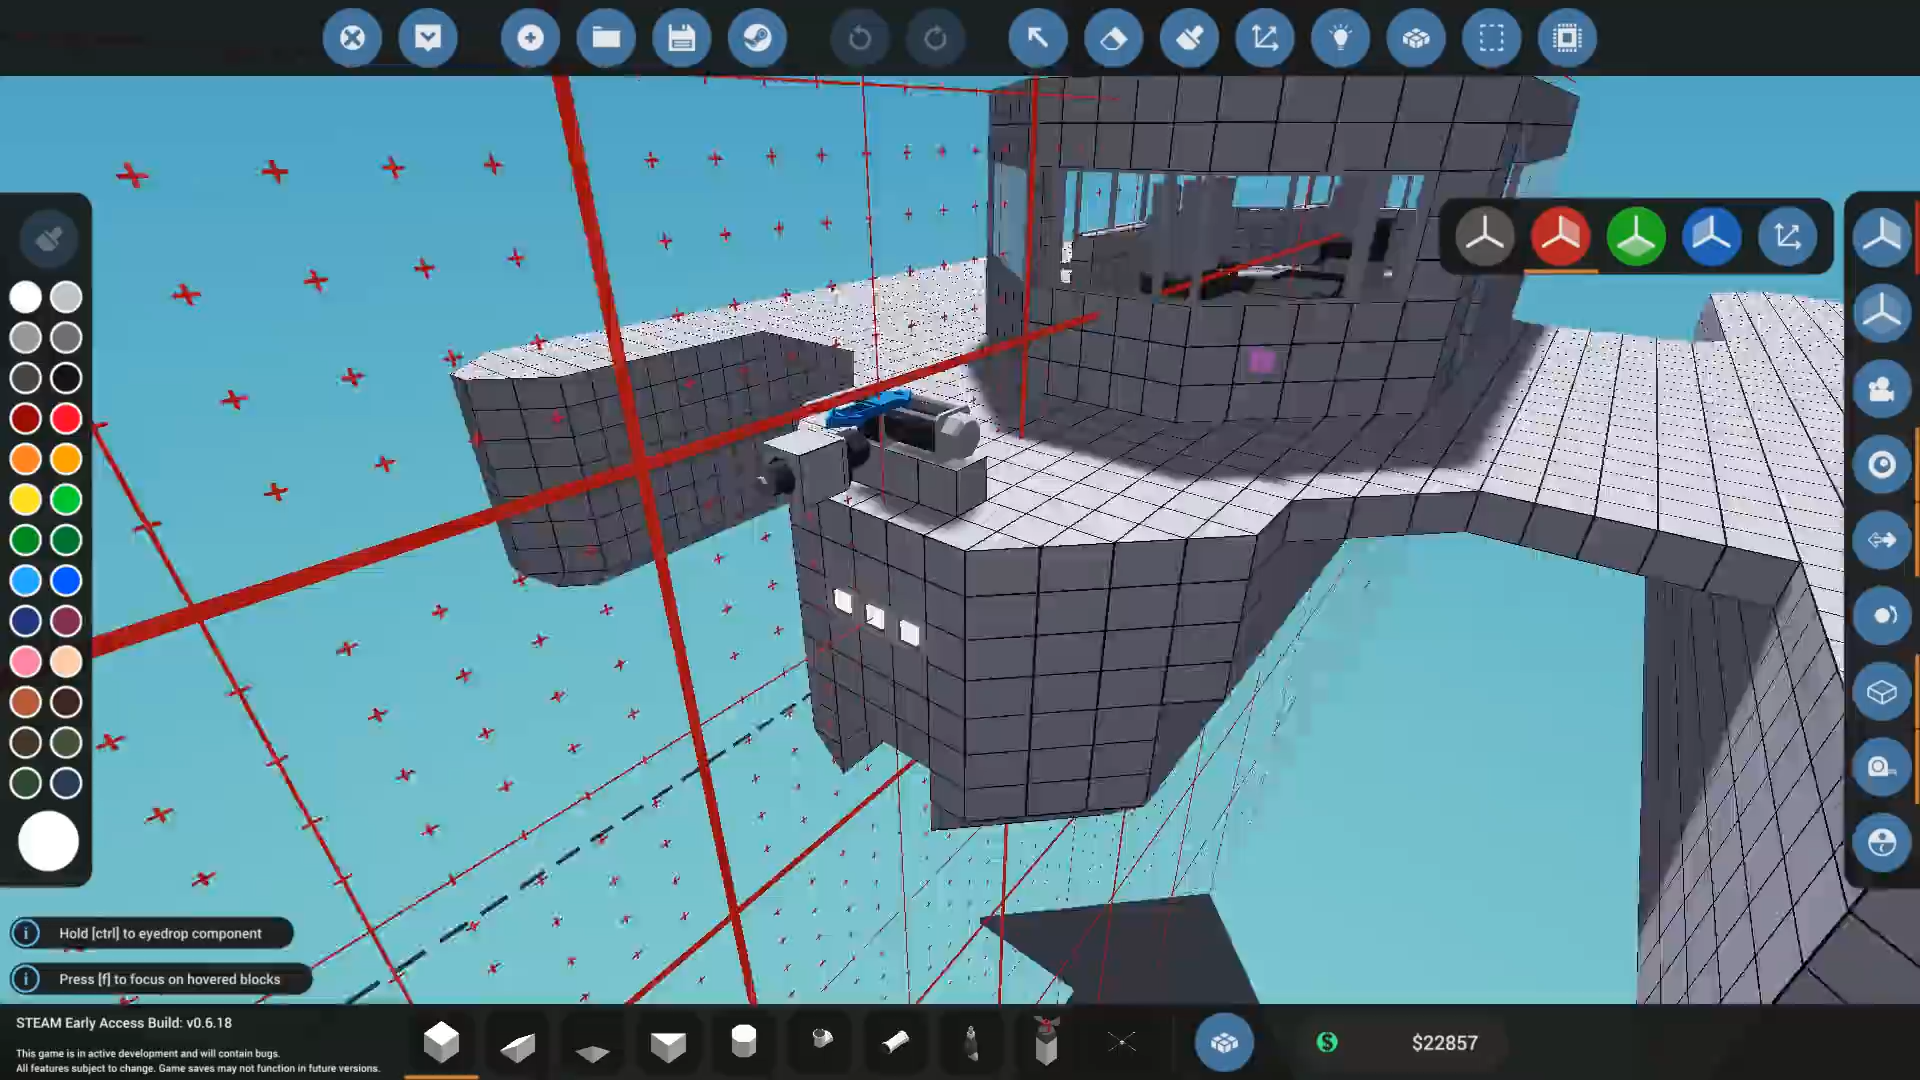 Hold [ctrl] to eyedrop component
Press [f] to focus on hovered blocks
STEAM Early Access Build: v0.6.18
This game is in active development and will contain bugs.
All features subject to change. Game saves may not function in future versions.
$22857